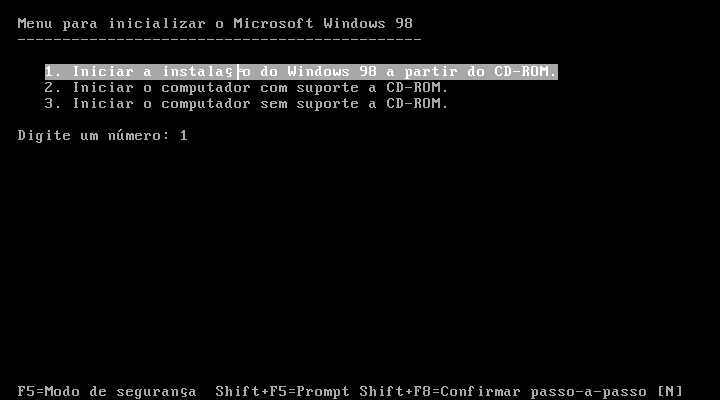 Menu para inicializar o Microsoft Windows 98
---------------------------------------------
1. Iniciar a instalaç╞o do Windows 98 a partir do CD-ROM.
2. Iniciar o computador com suporte a CD-ROM.
3. Iniciar o computador sem suporte a CD-ROM.
Digite um número: 1
F5=Modo de segurança  Shift+F5=Prompt Shift+F8=Confirmar passo-a-passo [N]